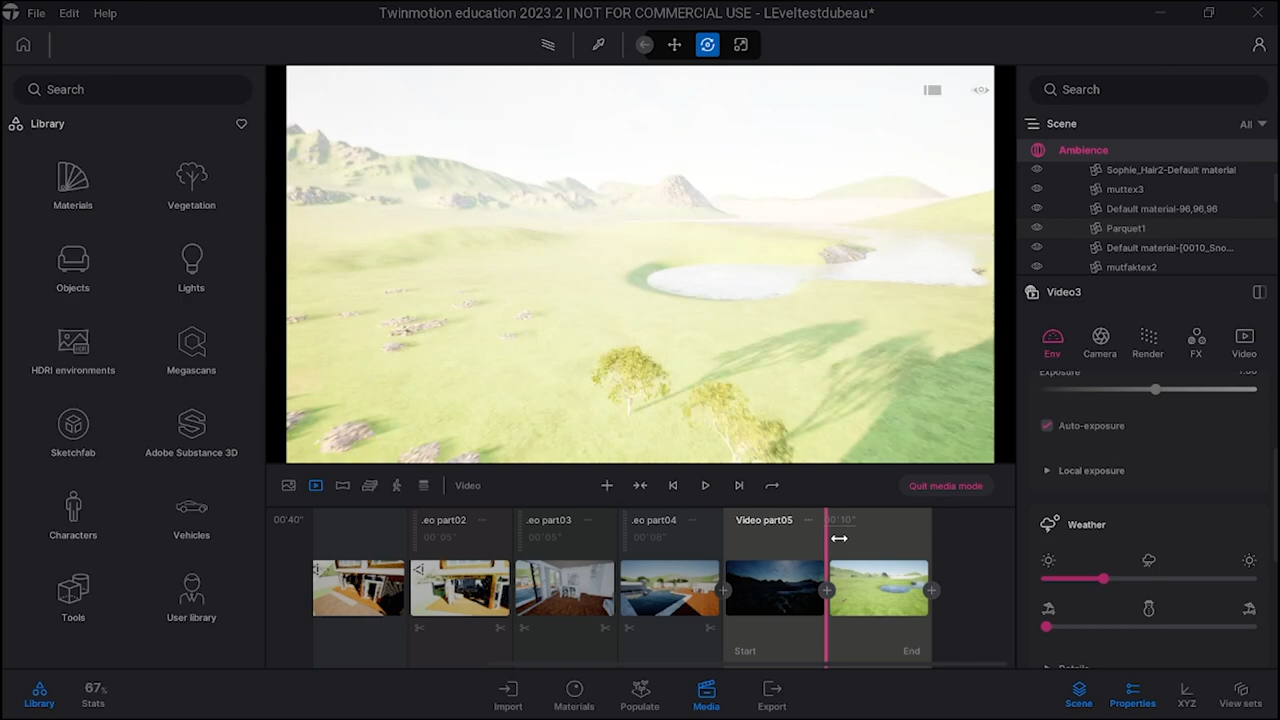 File Edit Help
Twinmotion education 2023.2 | NOT FOR COMMERCIAL USE - LEveltestdubeau*
Search
Library
Materials
Vegetation
Objects
Lights
HDRI environments
Megascans
Sketchfab
Adobe Substance 3D
Characters
Vehicles
Tools
User library
Search
Scene
All
Ambience
Sophie_Hair2-Default material
muttex3
Default material-96,96,96
Parquet1
Default material-[0010_Sno...
mutfaktex2
Video3
Env
Camera
Render
FX
Video
Exposure
1.00
Auto-exposure
Local exposure
Weather
Details
Video
Quit media mode
00'40"
.eo part02 ...
00'05"
.eo part03 ...
00'05"
.eo part04 ...
00'08"
Video part05 ...
00'10"
Start
End
Library
67%
Stats
Import
Materials
Populate
Media
Export
Scene
Properties
XYZ
View sets